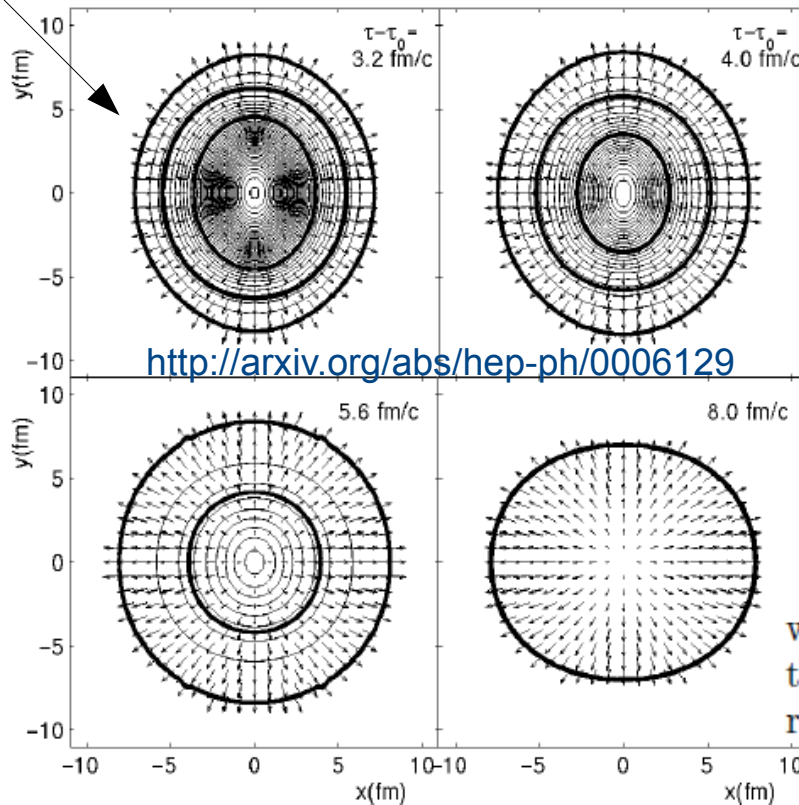 10
5
0
−5
−10
y(fm)
τ−τ₀=
3.2 fm/c
τ−τ₀=
4.0 fm/c
http://arxiv.org/abs/hep-ph/0006129
10
5
0
−5
−10
y(fm)
5.6 fm/c
8.0 fm/c
−10
−5
0
5
10
x(fm)
−10
−5
0
5
10
x(fm)